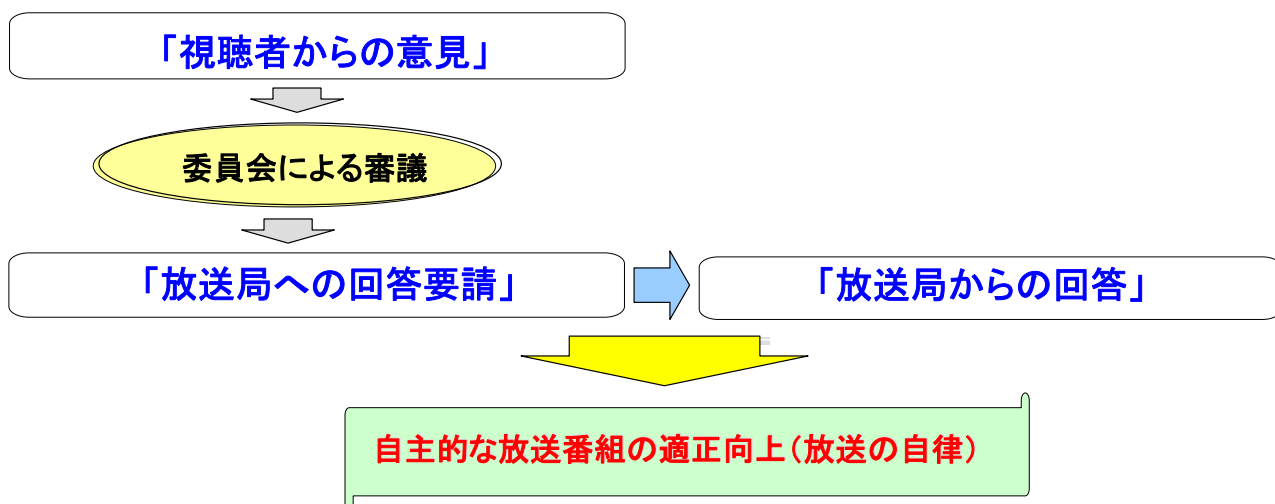 「視聴者からの意見」
委員会による審議
「放送局への回答要請」
「放送局からの回答」
自主的な放送番組の適正向上（放送の自律）